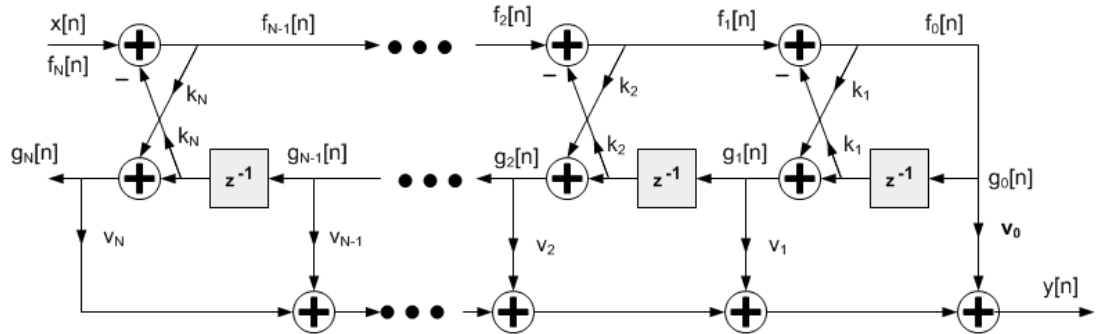 x[n] f_{N-1}[n] f_2[n] f_1[n] f_0[n]
f_N[n]
– – –
k_N k_2 k_1
k_N k_2 k_1
g_N[n] g_{N-1}[n] g_2[n] g_1[n] g_0[n]
z^{-1} z^{-1} z^{-1}
v_N v_{N-1} v_2 v_1 v_0
y[n]